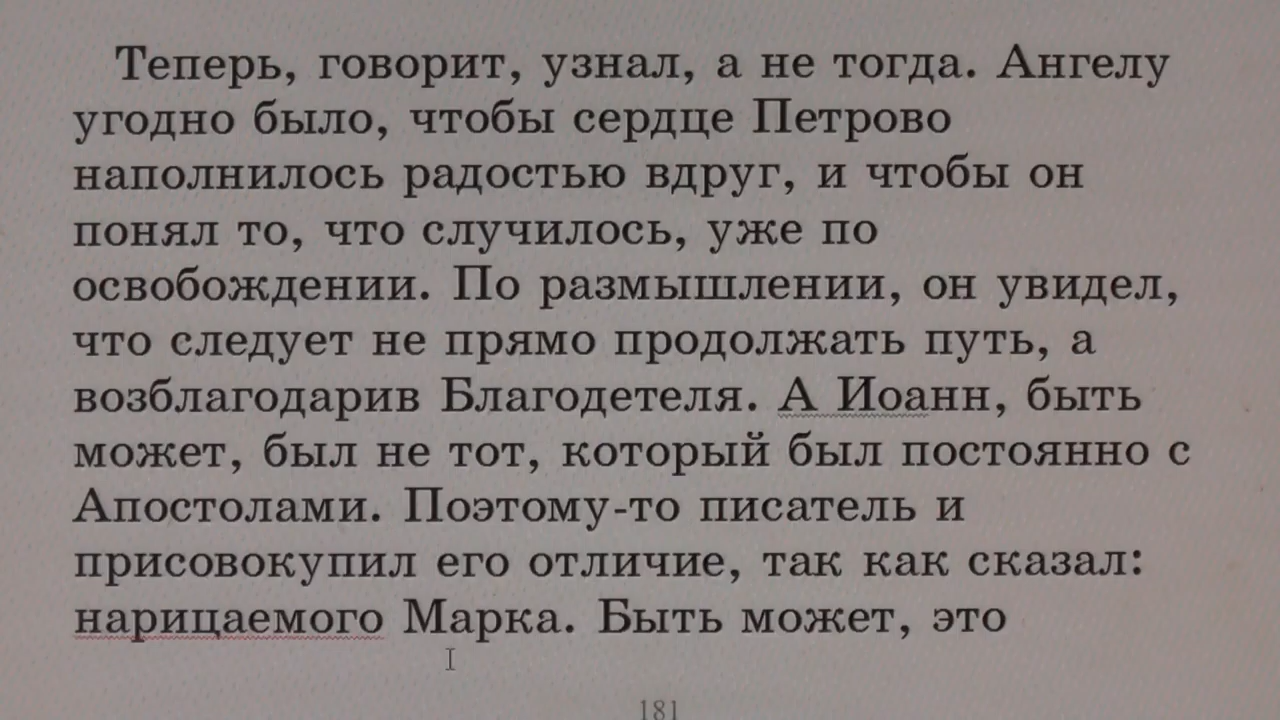 Теперь, говорит, узнал, а не тогда. Ангелу
угодно было, чтобы сердце Петрово
наполнилось радостью вдруг, и чтобы он
понял то, что случилось, уже по
освобождении. По размышлении, он увидел,
что следует не прямо продолжать путь, а
возблагодарив Благодетеля. А Иоанн, быть
может, был не тот, который был постоянно с
Апостолами. Поэтому-то писатель и
присовокупил его отличие, так как сказал:
нарицаемого Марка. Быть может, это
181